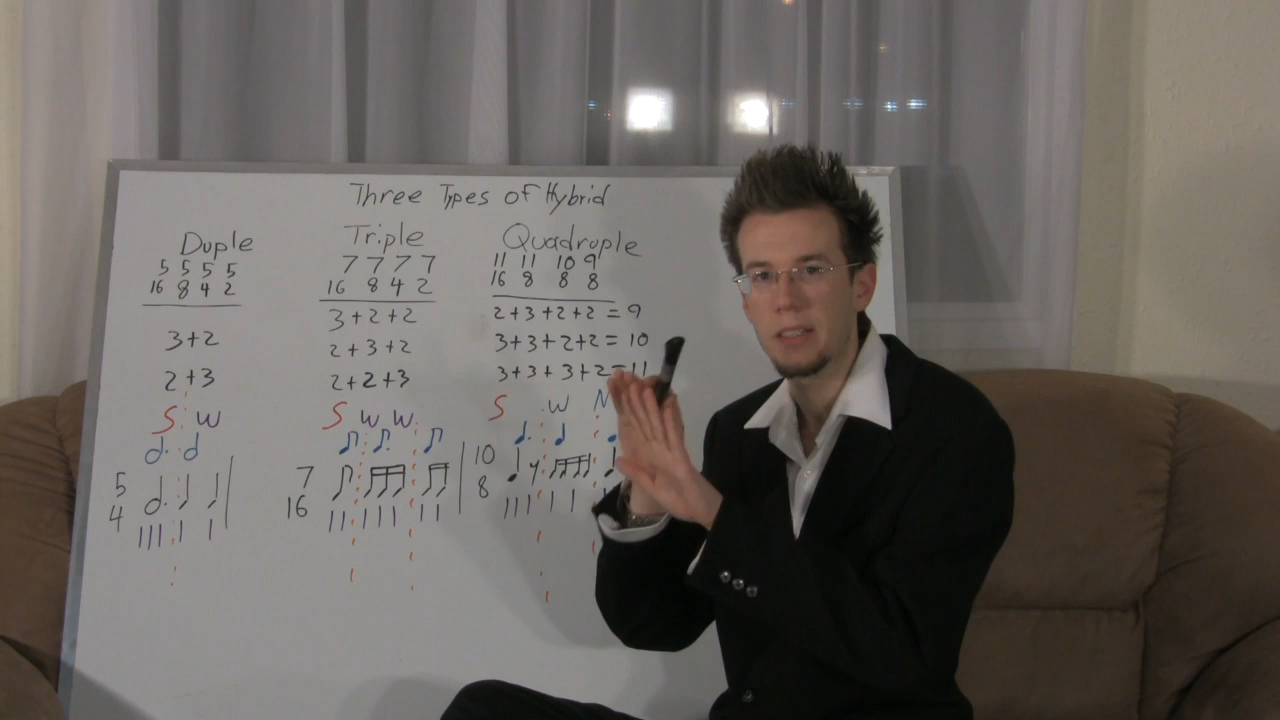 Three Types of Hybrid
Duple
5 5 5 5
16 8 4 2
3+2
2+3
S W
5
4
Triple
7 7 7 7
16 8 4 2
3+2+2
2+3+2
2+2+3
S W W
7
16
Quadruple
11 11 10 9
16 8 8 8
2+3+2+2=9
3+3+2+2=10
3+3+3+2=11
S W
10
8